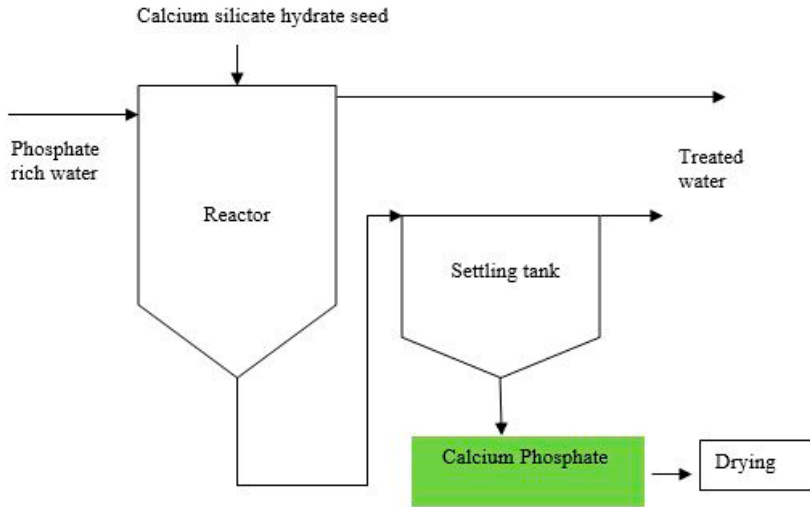 Calcium silicate hydrate seed
Phosphate
rich water
Treated
water
Reactor
Settling tank
Calcium Phosphate
Drying